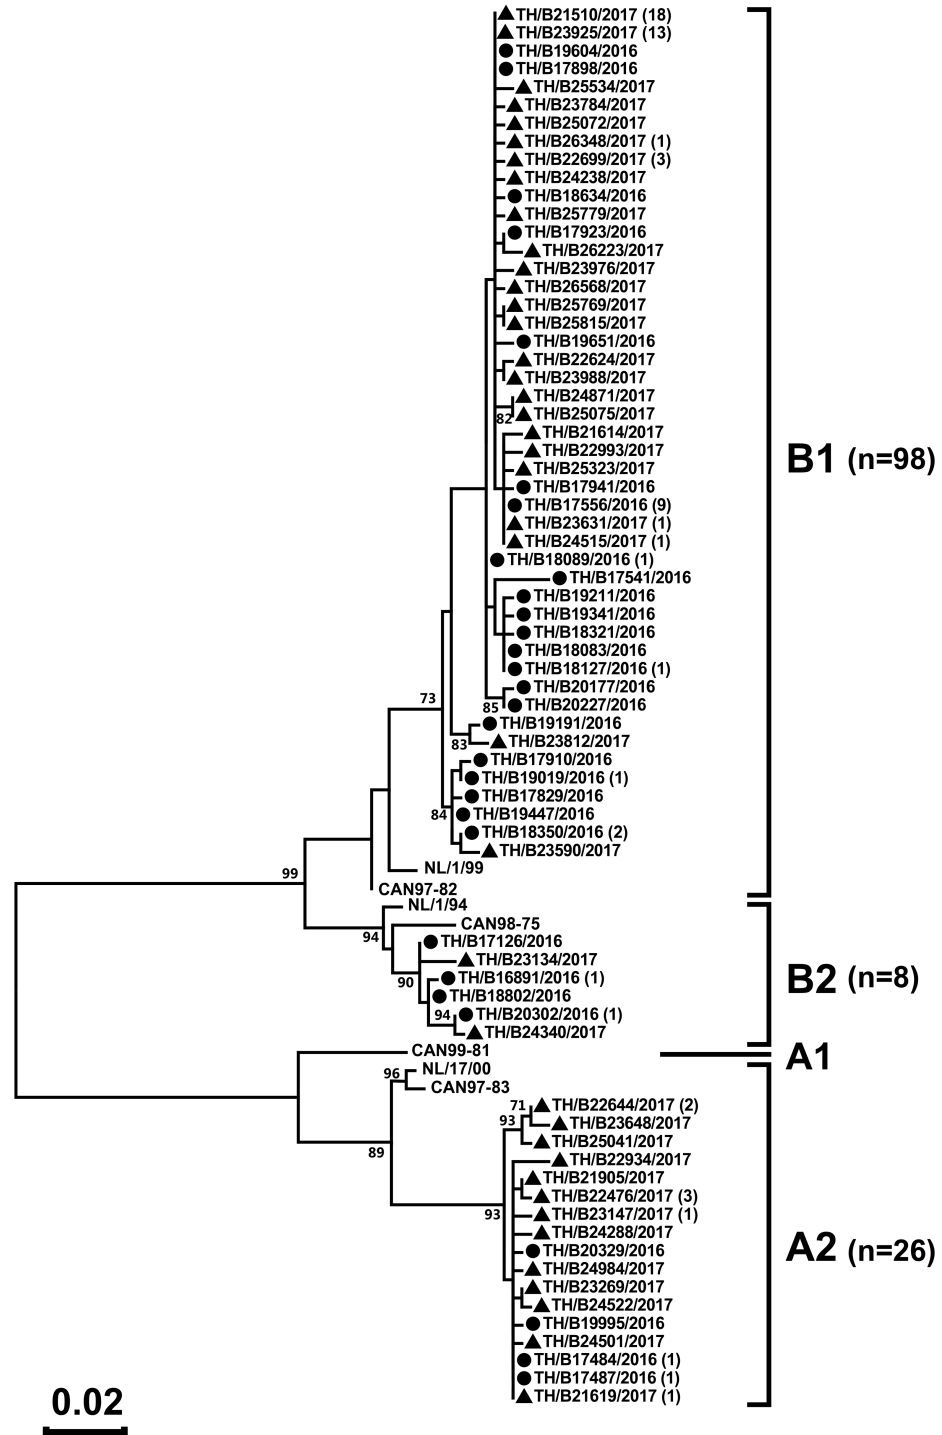 TH/B21510/2017 (18)
TH/B23925/2017 (13)
TH/B19604/2016
TH/B17898/2016
TH/B25534/2017
TH/B23784/2017
TH/B25072/2017
TH/B26348/2017 (1)
TH/B22699/2017 (3)
TH/B24238/2017
TH/B18634/2016
TH/B25779/2017
TH/B17923/2016
TH/B26223/2017
TH/B23976/2017
TH/B26568/2017
TH/B25769/2017
TH/B25815/2017
TH/B19651/2016
TH/B22624/2017
TH/B23988/2017
TH/B24871/2017
TH/B25075/2017
82
TH/B21614/2017
TH/B22993/2017
B1 (n=98)
TH/B25323/2017
TH/B17941/2016
TH/B17556/2016 (9)
TH/B23631/2017 (1)
TH/B24515/2017 (1)
TH/B18089/2016 (1)
TH/B17541/2016
TH/B19211/2016
TH/B19341/2016
TH/B18321/2016
TH/B18083/2016
TH/B18127/2016 (1)
TH/B20177/2016
73
TH/B20227/2016
85
TH/B19191/2016
TH/B23812/2017
83
TH/B17910/2016
TH/B19019/2016 (1)
TH/B17829/2016
84
TH/B19447/2016
TH/B18350/2016 (2)
TH/B23590/2017
NL/1/99
99
CAN97-82
NL/1/94
CAN98-75
94
TH/B17126/2016
TH/B23134/2017
TH/B16891/2016 (1)
90
B2 (n=8)
TH/B18802/2016
94
TH/B20302/2016 (1)
TH/B24340/2017
CAN99-81
A1
NL/17/00
96
CAN97-83
71
TH/B22644/2017 (2)
93
TH/B23648/2017
TH/B25041/2017
89
TH/B22934/2017
TH/B21905/2017
TH/B22476/2017 (3)
93
TH/B23147/2017 (1)
TH/B24288/2017
A2 (n=26)
TH/B20329/2016
TH/B24984/2017
TH/B23269/2017
TH/B24522/2017
TH/B19995/2016
TH/B24501/2017
TH/B17484/2016 (1)
TH/B17487/2016 (1)
TH/B21619/2017 (1)
0.02